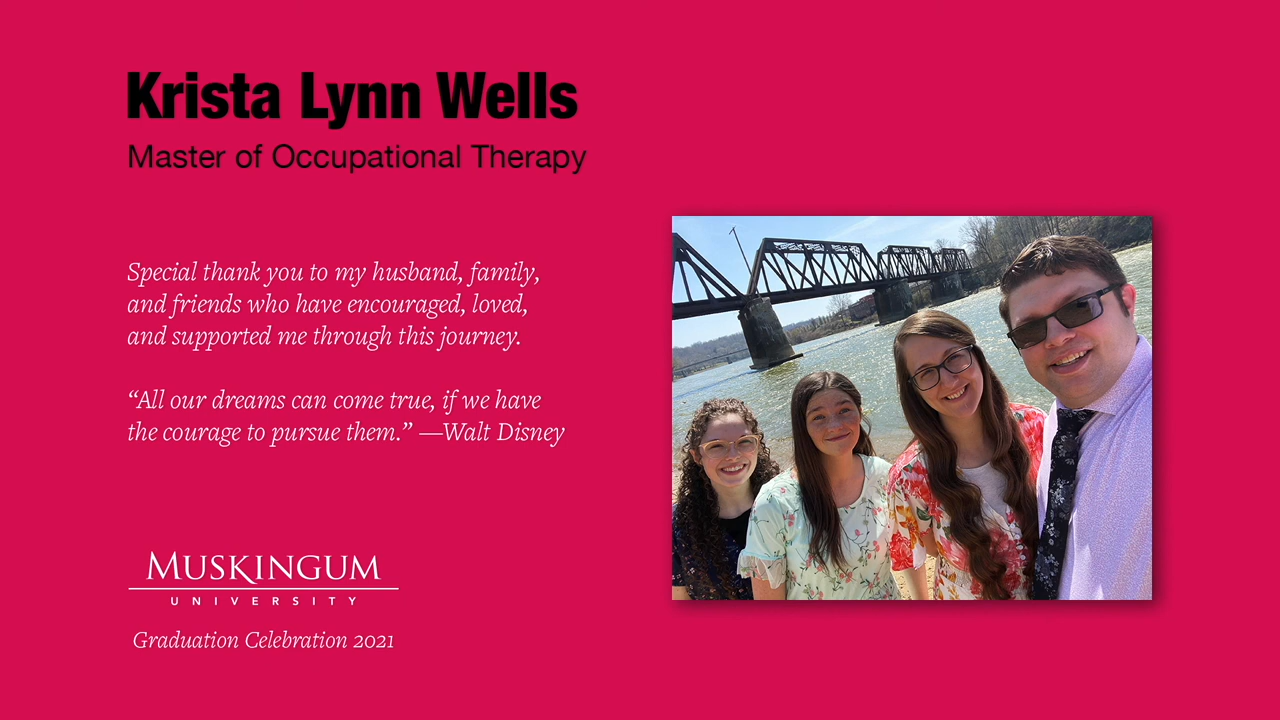 Krista Lynn Wells
Master of Occupational Therapy
Special thank you to my husband, family,
and friends who have encouraged, loved,
and supported me through this journey.
“All our dreams can come true, if we have
the courage to pursue them.” —Walt Disney
MUSKINGUM
UNIVERSITY
Graduation Celebration 2021